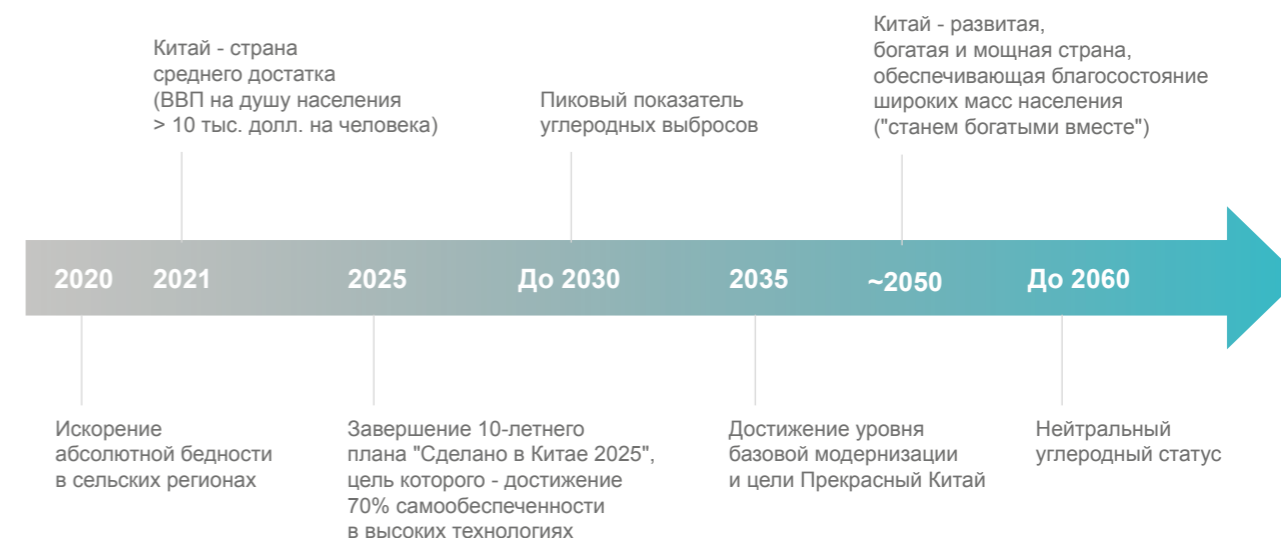 Китай - страна
среднего достатка
(ВВП на душу населения
> 10 тыс. долл. на человека)
Пиковый показатель
углеродных выбросов
Китай - развитая,
богатая и мощная страна,
обеспечивающая благосостояние
широких масс населения
("станем богатыми вместе")
2020
2021
2025
До 2030
2035
~2050
До 2060
Искорение
абсолютной бедности
в сельских регионах
Завершение 10-летнего
плана "Сделано в Китае 2025",
цель которого - достижение
70% самообеспеченности
в высоких технологиях
Достижение уровня
базовой модернизации
и цели Прекрасный Китай
Нейтральный
углеродный статус